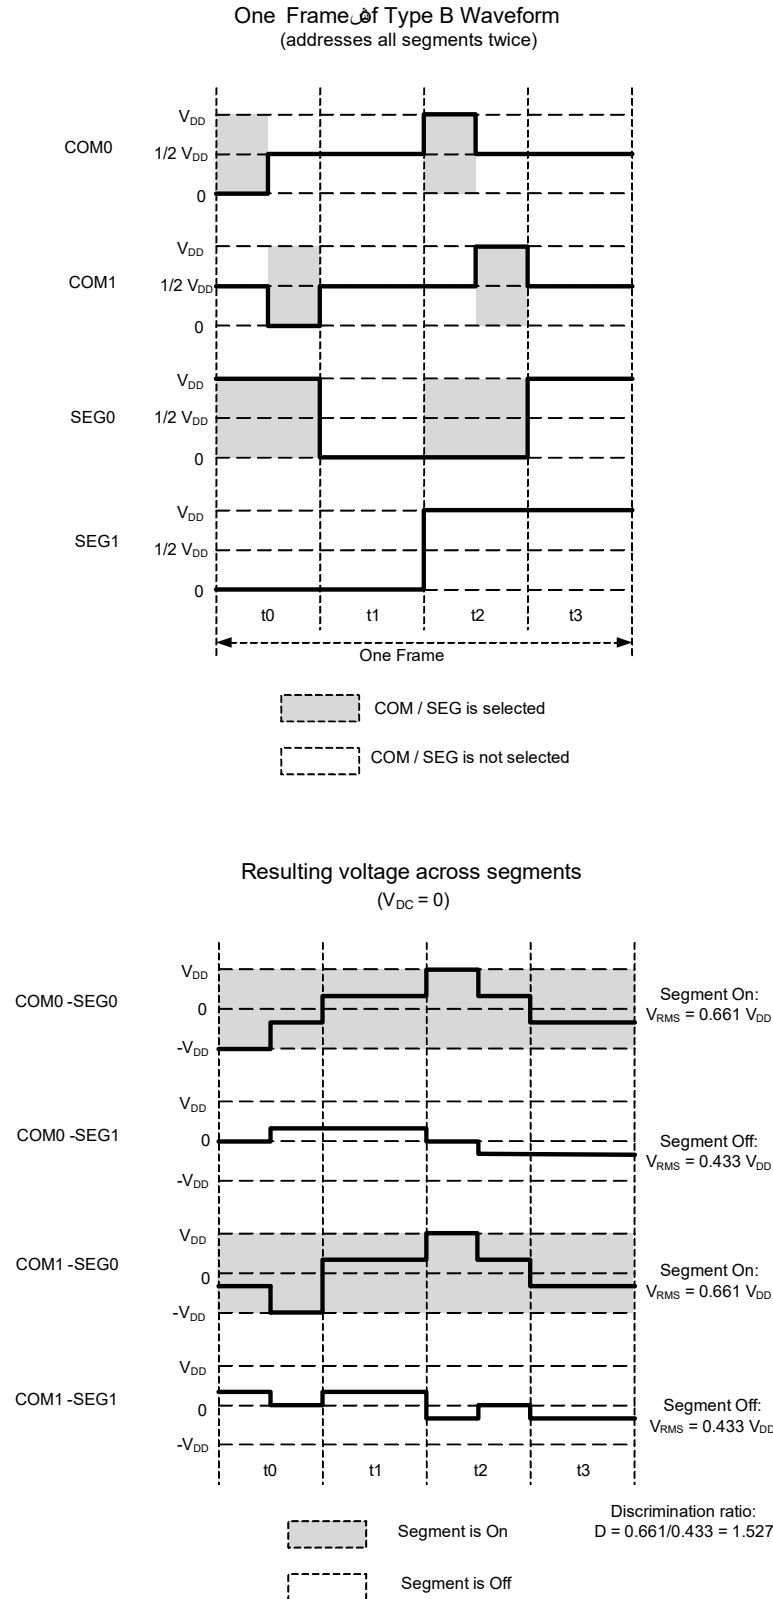 One Frame of Type B Waveform
(addresses all segments twice)
VDD
COM0
1/2 VDD
0
VDD
COM1
1/2 VDD
0
VDD
SEG0
1/2 VDD
0
VDD
SEG1
1/2 VDD
0
t0 t1 t2 t3
One Frame
COM / SEG is selected
COM / SEG is not selected
Resulting voltage across segments
(VDC = 0)
VDD
COM0 -SEG0
0
-VDD
Segment On:
VRMS = 0.661 VDD
VDD
COM0 -SEG1
0
-VDD
Segment Off:
VRMS = 0.433 VDD
VDD
COM1 -SEG0
0
-VDD
Segment On:
VRMS = 0.661 VDD
VDD
COM1 -SEG1
0
-VDD
Segment Off:
VRMS = 0.433 VDD
t0 t1 t2 t3
Discrimination ratio:
D = 0.661/0.433 = 1.527
Segment is On
Segment is Off